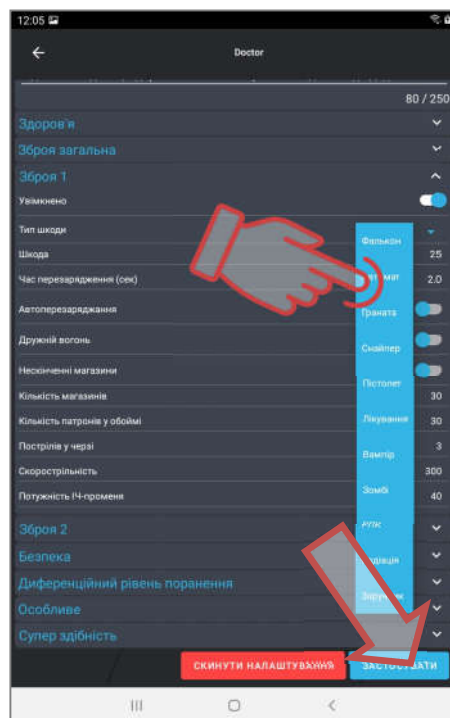 12:05
Doctor
80 / 250
Здоров'я
Зброя загальна
Зброя 1
Увімкнено
Тип шкоди
Фалькон
Шкода 25
Час перезарядження (сек) 2.0
Автоперезаряджання
Граната
Дружній вогонь
Снайпер
Нескінченні магазини
Пістолет
Кількість магазинів 30
Кількість патронів у обоймі 30
Лікування
Пострілів у черзі 3
Вампір
Скорострільність 300
Потужність ІЧ-променя 40
Зомбі
Зброя 2
Безпека
Диференційний рівень поранення
Особливе
Супер здібність
СКИНУТИ НАЛАШТУВАННЯ
ЗАСТОСУВАТИ